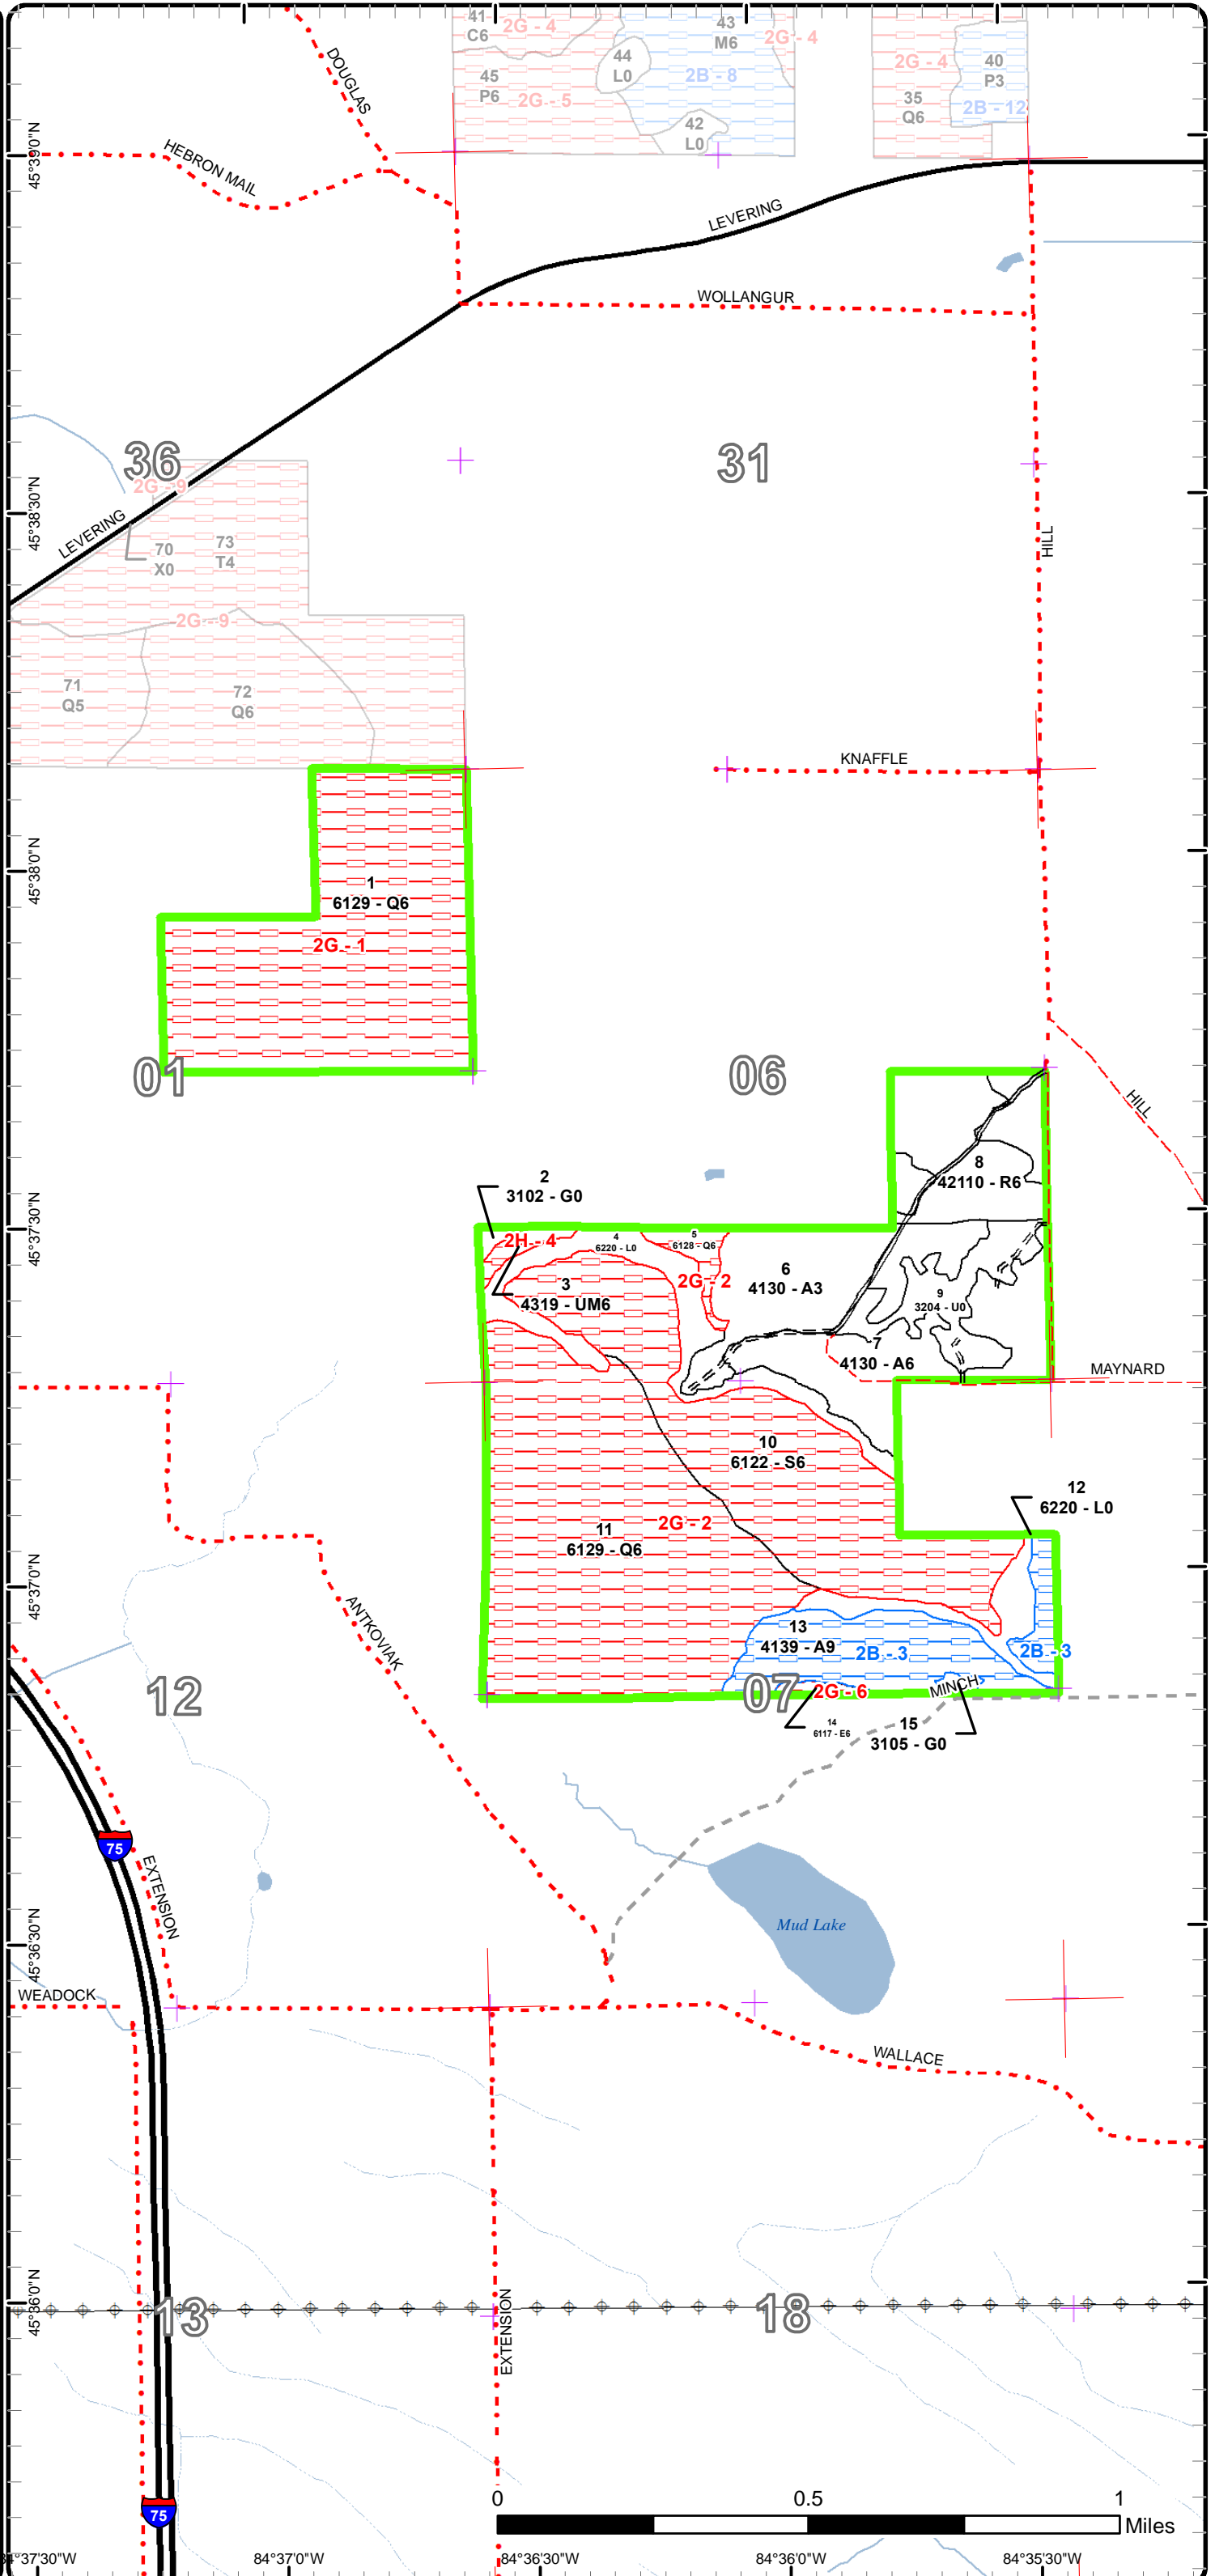 41
C6
2G - 4
43
M6
2G - 4
44
L0
2B - 8
45
P6
2G - 5
42
L0
2G - 4
40
P3
35
Q6
2B - 12
DOUGLAS
HEBRON MAIL
45°39'0"N
LEVERING
WOLLANGUR
36
31
2G - 9
45°38'30"N
LEVERING
70
X0
73
T4
HILL
2G - 9
71
Q5
72
Q6
KNAFFLE
45°38'0"N
1
6129 - Q6
2G - 1
01
06
HILL
2
3102 - G0
8
42110 - R6
45°37'30"N
2H - 4
4
6220 - L0
5
6128 - Q6
3
4319 - UM6
2G - 2
6
4130 - A3
9
3204 - U0
7
4130 - A6
MAYNARD
10
6122 - S6
12
6220 - L0
2G - 2
11
6129 - Q6
45°37'0"N
ANTKOVIAK
13
4139 - A9
2B - 3
2B - 3
12
07
2G - 6
MINCH
14
6117 - E6
15
3105 - G0
75
EXTENSION
Mud Lake
45°36'30"N
WEADOCK
WALLACE
45°36'0"N
13
18
EXTENSION
75
0
0.5
1
Miles
84°37'30"W
84°37'0"W
84°36'30"W
84°36'0"W
84°35'30"W